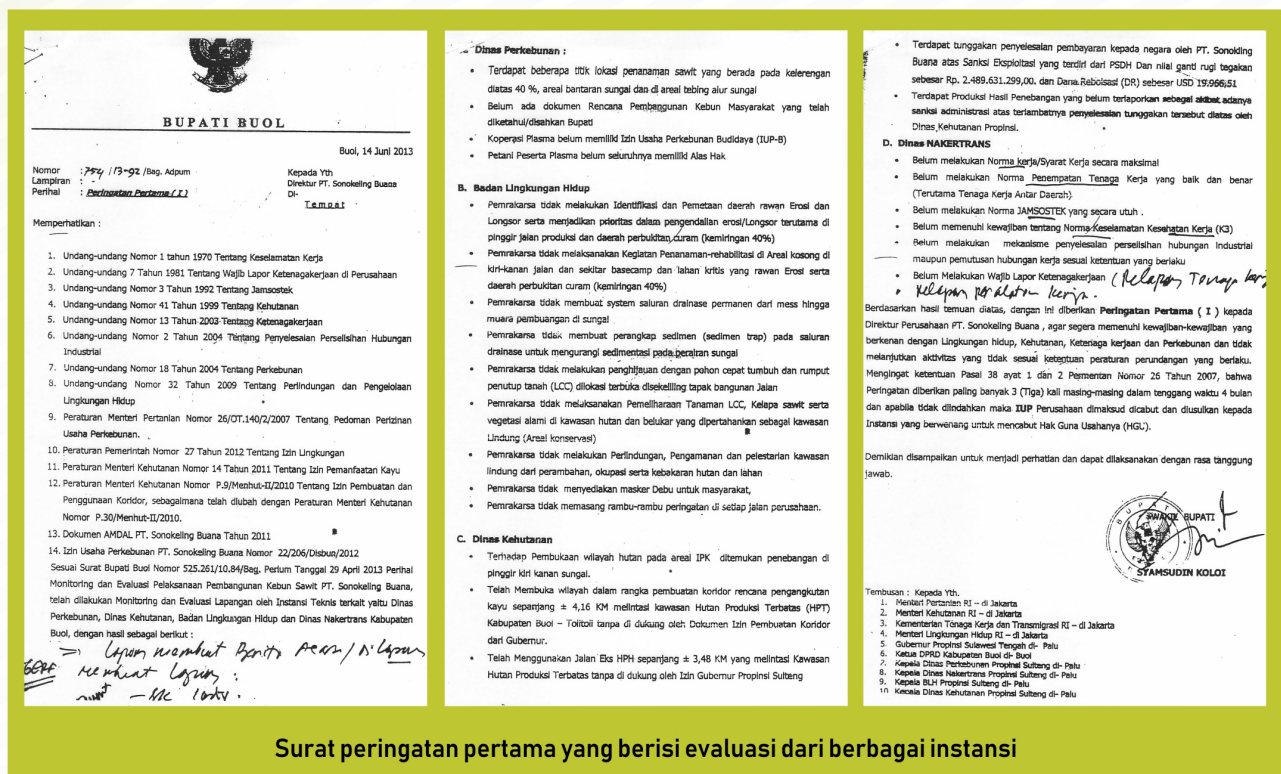 BUPATI BUOL
Buol, 14 Juni 2013
Nomor : 754 /13-92 /Bag. Adpum
Lampiran :
Perihal : Peringatan Pertama ( I )
Kepada Yth
Direktur PT. Sonokeling Buana
Di-
Tempat
Memperhatikan :
1. Undang-undang Nomor 1 tahun 1970 Tentang Keselamatan Kerja
2. Undang-undang 7 Tahun 1981 Tentang Wajib Lapor Ketenagakerjaan di Perusahaan
3. Undang-undang Nomor 3 Tahun 1992 Tentang Jamsostek
4. Undang-undang Nomor 41 Tahun 1999 Tentang Kehutanan
5. Undang-undang Nomor 13 Tahun 2003 Tentang Ketenagakerjaan
6. Undang-undang Nomor 2 Tahun 2004 Tentang Penyelesaian Perselisihan Hubungan
Industrial
7. Undang-undang Nomor 18 Tahun 2004 Tentang Perkebunan
8. Undang-undang Nomor 32 Tahun 2009 Tentang Perlindungan dan Pengelolaan
Lingkungan Hidup
9. Peraturan Menteri Pertanian Nomor 26/OT.140/2/2007 Tentang Pedoman Perizinan
Usaha Perkebunan.
10. Peraturan Pemerintah Nomor 27 Tahun 2012 Tentang Izin Lingkungan
11. Peraturan Menteri Kehutanan Nomor 14 Tahun 2011 Tentang Izin Pemanfaatan Kayu
12. Peraturan Menteri Kehutanan Nomor P.9/Menhut-II/2010 Tentang Izin Pembuatan dan
Penggunaan Koridor, sebagaimana telah diubah dengan Peraturan Menteri Kehutanan
Nomor P.30/Menhut-II/2010.
13. Dokumen AMDAL PT. Sonokeling Buana Tahun 2011
14. Izin Usaha Perkebunan PT. Sonokeling Buana Nomor 22/206/Disbun/2012
Sesuai Surat Bupati Buol Nomor 525.261/10.84/Bag. Perium Tanggal 29 April 2013 Perihal
Monitoring dan Evaluasi Pelaksanaan Pembangunan Kebun Sawit PT. Sonokeling Buana,
telah dilakukan Monitoring dan Evaluasi Lapangan oleh Instansi Teknis terkait yaitu Dinas
Perkebunan, Dinas Kehutanan, Badan Lingkungan Hidup dan Dinas Nakertrans Kabupaten
Buol, dengan hasil sebagai berikut :
Dinas Perkebunan :
• Terdapat beberapa titik lokasi penanaman sawit yang berada pada kelerengan
diatas 40 %, areal bantaran sungai dan di areal tebing alur sungai
• Belum ada dokumen Rencana Pembangunan Kebun Masyarakat yang telah
diketahui/disahkan Bupati
• Koperasi Plasma belum memiliki Izin Usaha Perkebunan Budidaya (IUP-B)
• Petani Peserta Plasma belum seluruhnya memiliki Alas Hak
B. Badan Lingkungan Hidup
• Pemrakarsa tidak melakukan Identifikasi dan Pemetaan daerah rawan Erosi dan
Longsor serta menjadikan prioritas dalam pengendalian erosi/Longsor terutama di
pinggir jalan produksi dan daerah perbukitan curam (kemiringan 40%)
• Pemrakarsa tidak melaksanakan Kegiatan Penanaman-rehabilitasi di Areal kosong di
kiri-kanan jalan dan sekitar basecamp dan lahan kritis yang rawan Erosi serta
daerah perbukitan curam (kemiringan 40%)
• Pemrakarsa tidak membuat system saluran drainase permanen dari mess hingga
muara pembuangan di sungai
• Pemrakarsa tidak membuat perangkap sedimen (sedimen trap) pada saluran
drainase untuk mengurangi sedimentasi pada perairan sungai
• Pemrakarsa tidak melakukan penghijauan dengan pohon cepat tumbuh dan rumput
penutup tanah (LCC) dilokasi terbuka disekeliling tapak bangunan Jalan
• Pemrakarsa tidak melaksanakan Pemeliharaan Tanaman LCC, Kelapa sawit serta
vegetasi alami di kawasan hutan dan belukar yang dipertahankan sebagai kawasan
Lindung (Areal konservasi)
• Pemrakarsa tidak melakukan Perlindungan, Pengamanan dan pelestarian kawasan
lindung dari perambahan, okupasi serta kebakaran hutan dan lahan
• Pemrakarsa tidak menyediakan masker Debu untuk masyarakat,
• Pemrakarsa tidak memasang rambu-rambu peringatan di setiap jalan perusahaan.
C. Dinas Kehutanan
• Terhadap Pembukaan wilayah hutan pada areal IPK ditemukan penebangan di
pinggir kiri kanan sungai.
• Telah Membuka wilayah dalam rangka pembuatan koridor rencana pengangkutan
kayu sepanjang ± 4,16 KM melintasi kawasan Hutan Produksi Terbatas (HPT)
Kabupaten Buol – Tolitoli tanpa di dukung oleh Dokumen Izin Pembuatan Koridor
dari Gubernur.
• Telah Menggunakan Jalan Eks HPH sepanjang ± 3,48 KM yang melintasi Kawasan
Hutan Produksi Terbatas tanpa di dukung oleh Izin Gubernur Propinsi Sulteng
• Terdapat tunggakan penyelesaian pembayaran kepada negara oleh PT. Sonokling
Buana atas Sanksi Eksploitasi yang terdiri dari PSDH Dan nilai ganti rugi tegakan
sebesar Rp. 2.489.631.299,00. dan Dana Reboisasi (DR) sebesar USD 19.966,51
• Terdapat Produksi Hasil Penebangan yang belum terlaporkan sebagai akibat adanya
sanksi administrasi atas terlambatnya penyelesaian tunggakan tersebut diatas oleh
Dinas Kehutanan Propinsi.
D. Dinas NAKERTRANS
• Belum melakukan Norma kerja/Syarat Kerja secara maksimal
• Belum melakukan Norma Penempatan Tenaga Kerja yang baik dan benar
(Terutama Tenaga Kerja Antar Daerah)
• Belum melakukan Norma JAMSOSTEK yang secara utuh .
• Belum memenuhi kewajiban tentang Norma Keselamatan Kesehatan Kerja (K3)
• Belum melakukan mekanisme penyelesaian perselisihan hubungan Industrial
maupun pemutusan hubungan kerja sesuai ketentuan yang berlaku
• Belum Melakukan Wajib Lapor Ketenagakerjaan
Berdasarkan hasil temuan diatas, dengan ini diberikan Peringatan Pertama ( I ) kepada
Direktur Perusahaan PT. Sonokeling Buana , agar segera memenuhi kewajiban-kewajiban yang
berkenan dengan Lingkungan hidup, Kehutanan, Keteriaga kerjaan dan Perkebunan dan tidak
melanjutkan aktivitas yang tidak sesuai ketentuan peraturan perundangan yang berlaku.
Mengingat ketentuan Pasal 38 ayat 1 dan 2 Permentan Nomor 26 Tahun 2007, bahwa
Peringatan diberikan paling banyak 3 (Tiga) kali masing-masing dalam tenggang waktu 4 bulan
dan apabila tidak diindahkan maka IUP Perusahaan dimaksud dicabut dan diusulkan kepada
Instansi yang berwenang untuk mencabut Hak Guna Usahanya (HGU).
Demikian disampaikan untuk menjadi perhatian dan dapat dilaksanakan dengan rasa tanggung
jawab.
WAKIL BUPATI
SYAMSUDIN KOLOI
Tembusan : Kepada Yth.
1. Menteri Pertanian RI – di Jakarta
2. Menteri Kehutanan RI – di Jakarta
3. Kementerian Tenaga Kerja dan Transmigrasi RI – di Jakarta
4. Menteri Lingkungan Hidup RI – di Jakarta
5. Gubernur Propinsi Sulawesi Tengah di- Palu
6. Ketua DPRD Kabupaten Buol di- Buol
7. Kepala Dinas Perkebunan Propinsi Sulteng di- Palu
8. Kepala Dinas Nakertrans Propinsi Sulteng di- Palu
9. Kepala BLH Propinsi Sulteng di- Palu
10 Kepala Dinas Kehutanan Propinsi Sulteng di- Palu
Surat peringatan pertama yang berisi evaluasi dari berbagai instansi